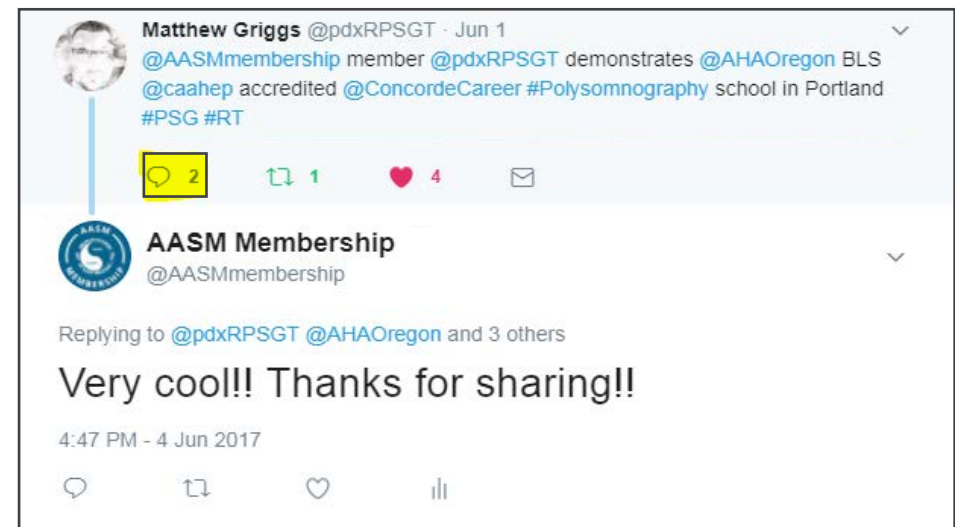 Matthew Griggs @pdxRPSGT · Jun 1
@AASMmembership member @pdxRPSGT demonstrates @AHAOregon BLS
@caahep accredited @ConcordeCareer #Polysomnography school in Portland
#PSG #RT
2 1 4
AASM
MEMBERSHIP
AASM Membership
@AASMmembership
Replying to @pdxRPSGT @AHAOregon and 3 others
Very cool!! Thanks for sharing!!
4:47 PM - 4 Jun 2017